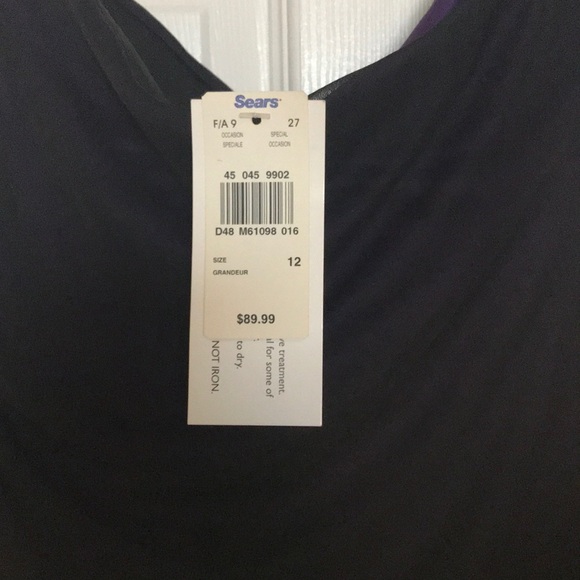 Sears
F/A 9 27
OCCASION SPECIAL
SPECIALE OCCASION
45 045 9902
D48 M61098 016
SIZE 12
GRANDEUR
$89.99
treatment.
for some of
to dry.
NOT IRON.